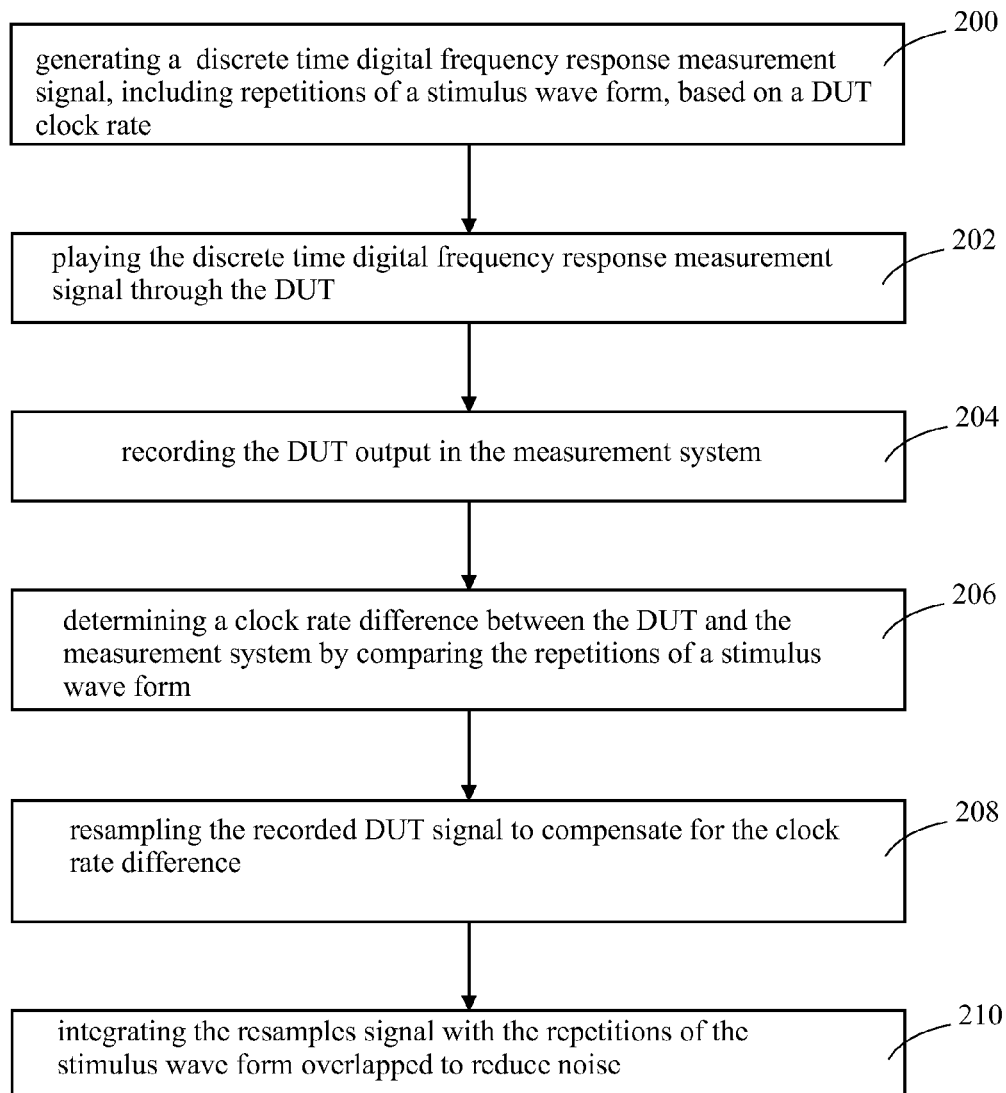 200
generating a discrete time digital frequency response measurement
signal, including repetitions of a stimulus wave form, based on a DUT
clock rate
202
playing the discrete time digital frequency response measurement
signal through the DUT
204
recording the DUT output in the measurement system
206
determining a clock rate difference between the DUT and the
measurement system by comparing the repetitions of a stimulus
wave form
208
resampling the recorded DUT signal to compensate for the clock
rate difference
210
integrating the resamples signal with the repetitions of the
stimulus wave form overlapped to reduce noise